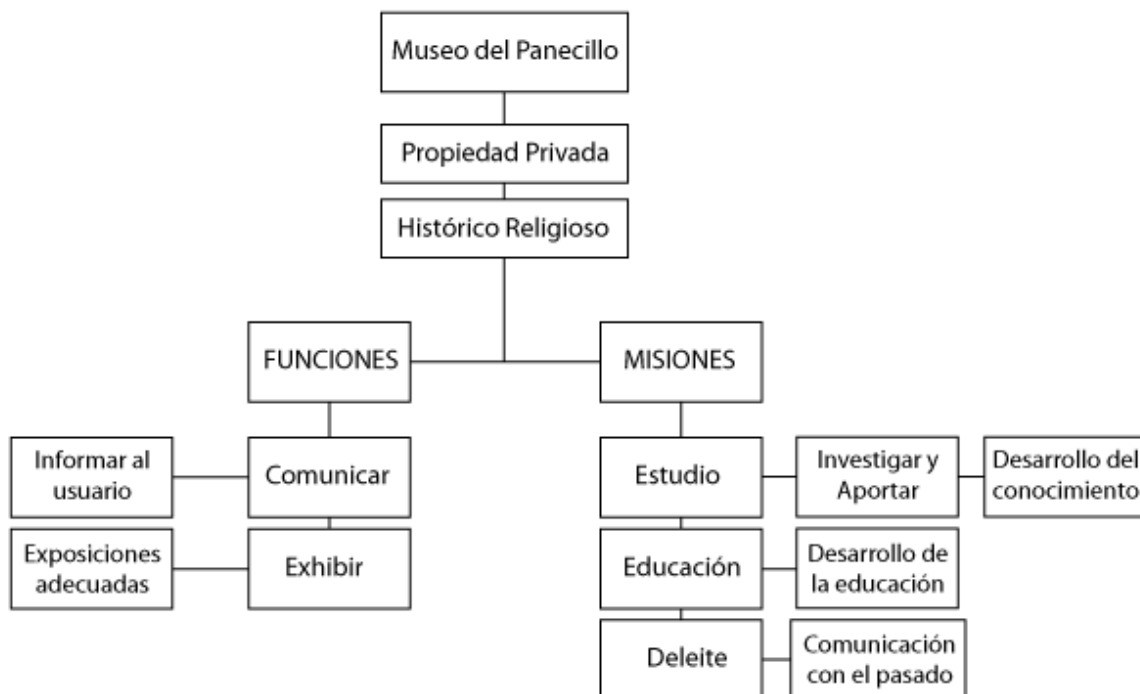 Museo del Panecillo
Propiedad Privada
Histórico Religioso
FUNCIONES
MISIONES
Informar al
usuario
Comunicar
Exposiciones
adecuadas
Exhibir
Estudio
Investigar y
Aportar
Desarrollo del
conocimiento
Educación
Desarrollo de
la educación
Deleite
Comunicación
con el pasado